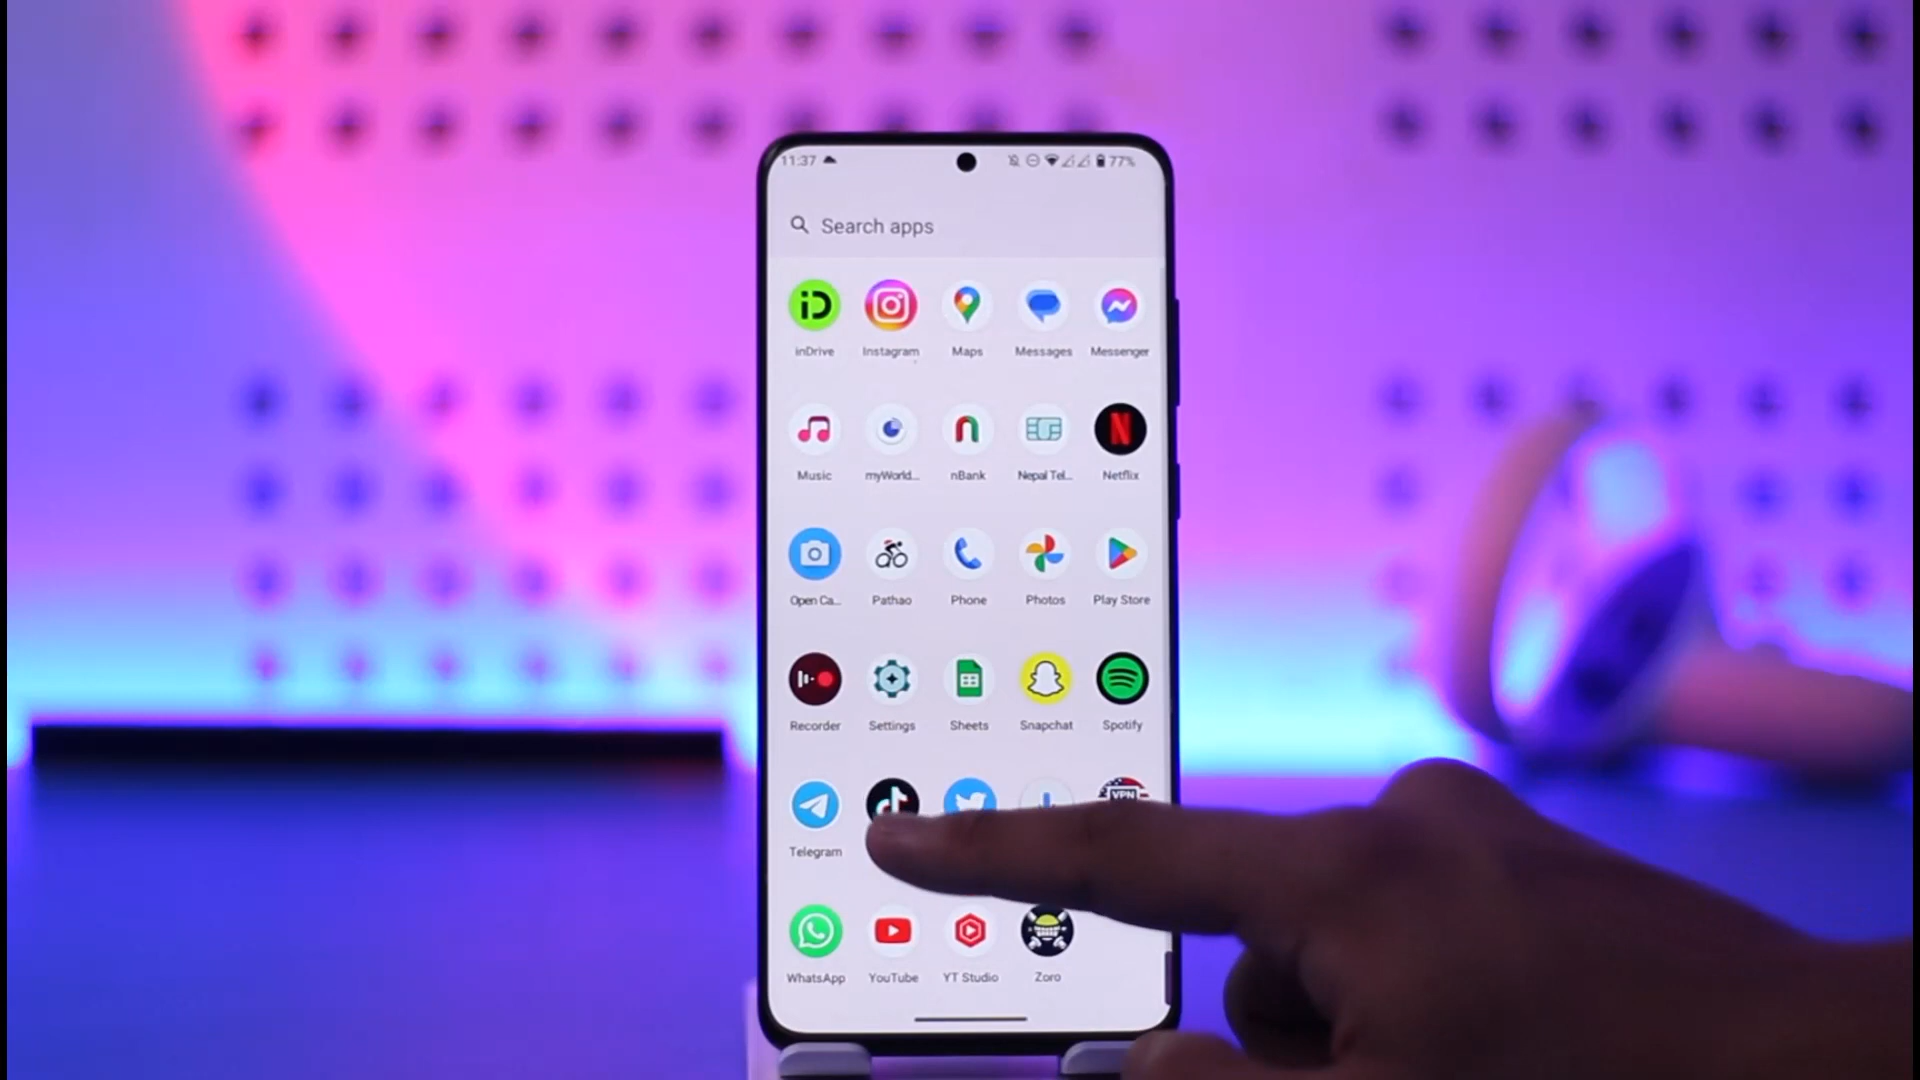 11:37 77%
Search apps
iD
inDrive Instagram Maps Messages Messenger
N
Music myWorld... nBank Nepal Tel... Netflix
Open Ca... Pathao Phone Photos Play Store
Recorder Settings Sheets Snapchat Spotify
VPN
Telegram
WhatsApp YouTube YT Studio Zoro